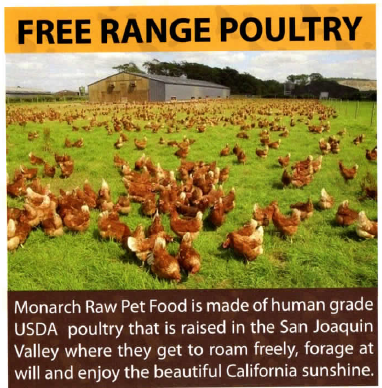 FREE RANGE POULTRY
Monarch Raw Pet Food is made of human grade
USDA poultry that is raised in the San Joaquin
Valley where they get to roam freely, forage at
will and enjoy the beautiful California sunshine.